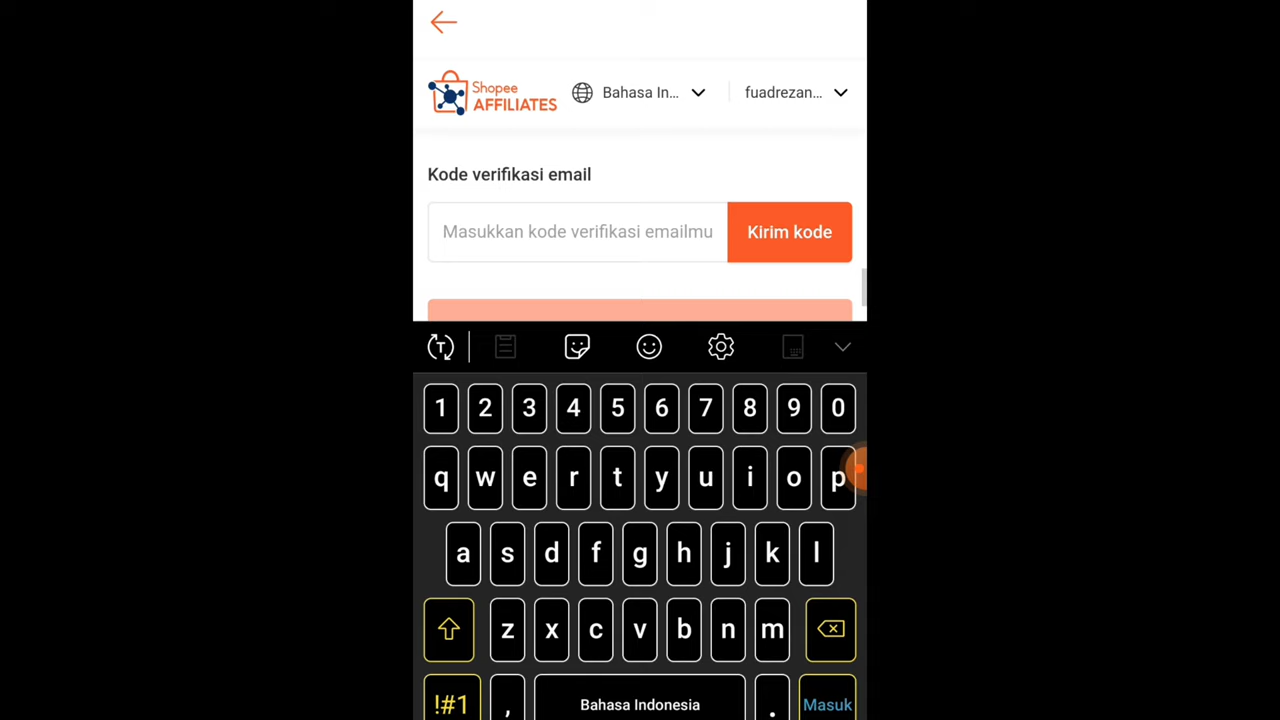 Shopee
AFFILIATES
Bahasa In...
fuadrezan...
Kode verifikasi email
Masukkan kode verifikasi emailmu
Kirim kode
T
1 2 3 4 5 6 7 8 9 0
q w e r t y u i o p
a s d f g h j k l
z x c v b n m
!#1 , Bahasa Indonesia . Masuk